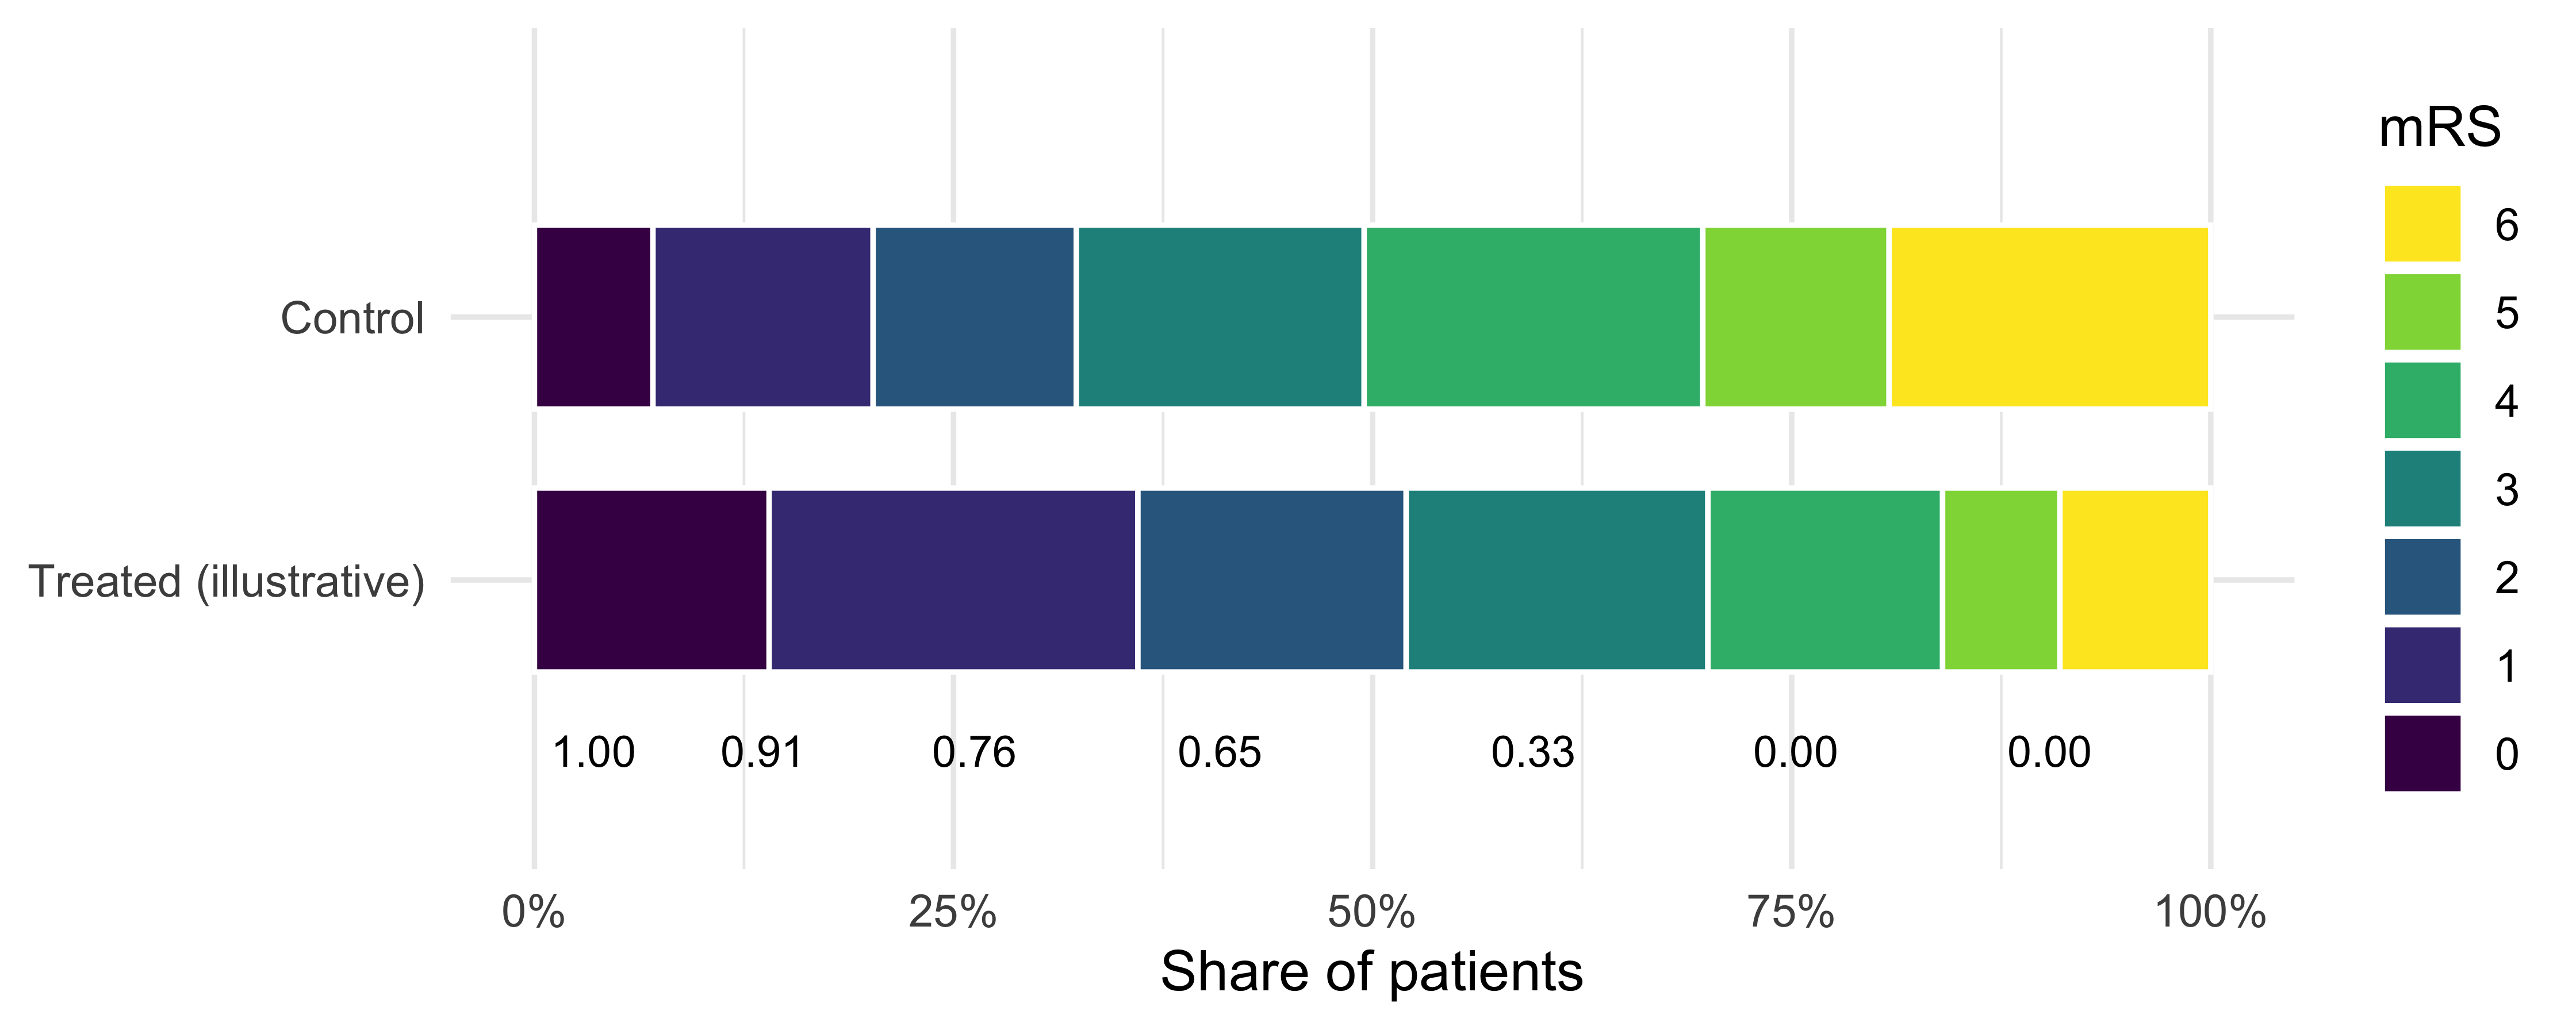 Control
Treated (illustrative)
1.00 0.91 0.76 0.65 0.33 0.00 0.00
0% 25% 50% 75% 100%
Share of patients
mRS
6
5
4
3
2
1
0